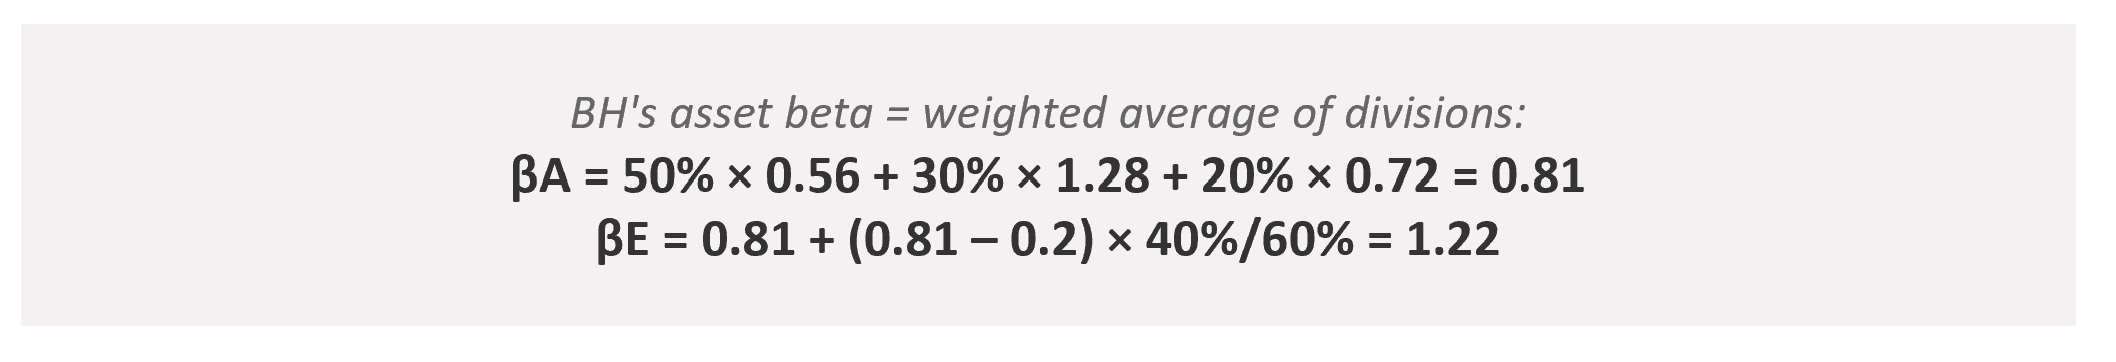 BH's asset beta = weighted average of divisions:
βA = 50% × 0.56 + 30% × 1.28 + 20% × 0.72 = 0.81
βE = 0.81 + (0.81 – 0.2) × 40%/60% = 1.22